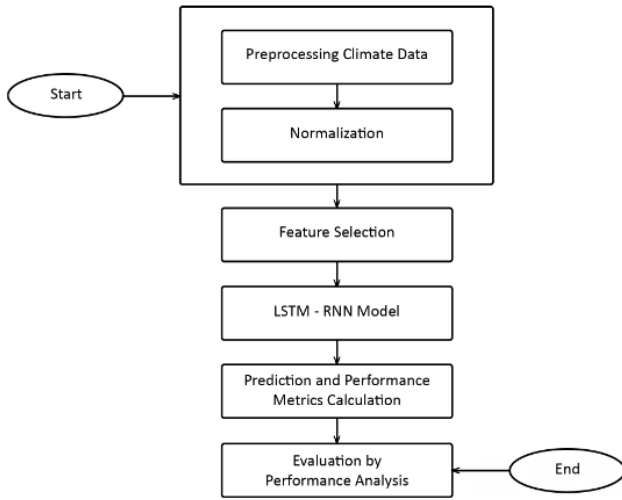 Preprocessing Climate Data
Start
Normalization
Feature Selection
LSTM - RNN Model
Prediction and Performance
Metrics Calculation
Evaluation by
Performance Analysis
End